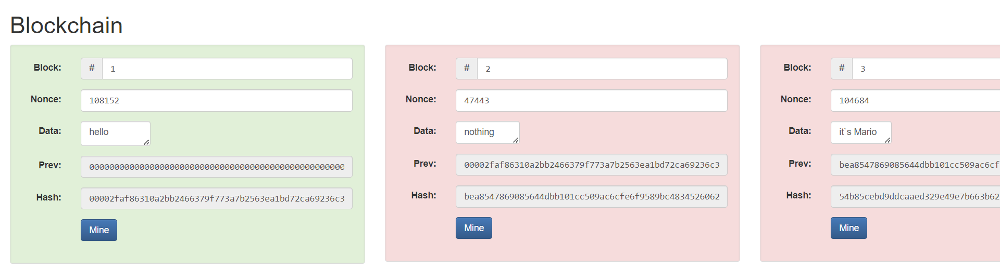 Blockchain
Block: # 1
Nonce: 108152
Data: hello
Prev: 000000000000000000000000000000000000000000000000000
Hash: 00002faf86310a2bb2466379f773a7b2563ea1bd72ca69236c3
Mine
Block: # 2
Nonce: 47443
Data: nothing
Prev: 00002faf86310a2bb2466379f773a7b2563ea1bd72ca69236c3
Hash: bea8547869085644dbb101cc509ac6cfe6f9589bc4834526062
Mine
Block: # 3
Nonce: 104684
Data: it`s Mario
Prev: bea8547869085644dbb101cc509ac6cf
Hash: 54b85cebd9ddcaaed329e49e7b663b62
Mine